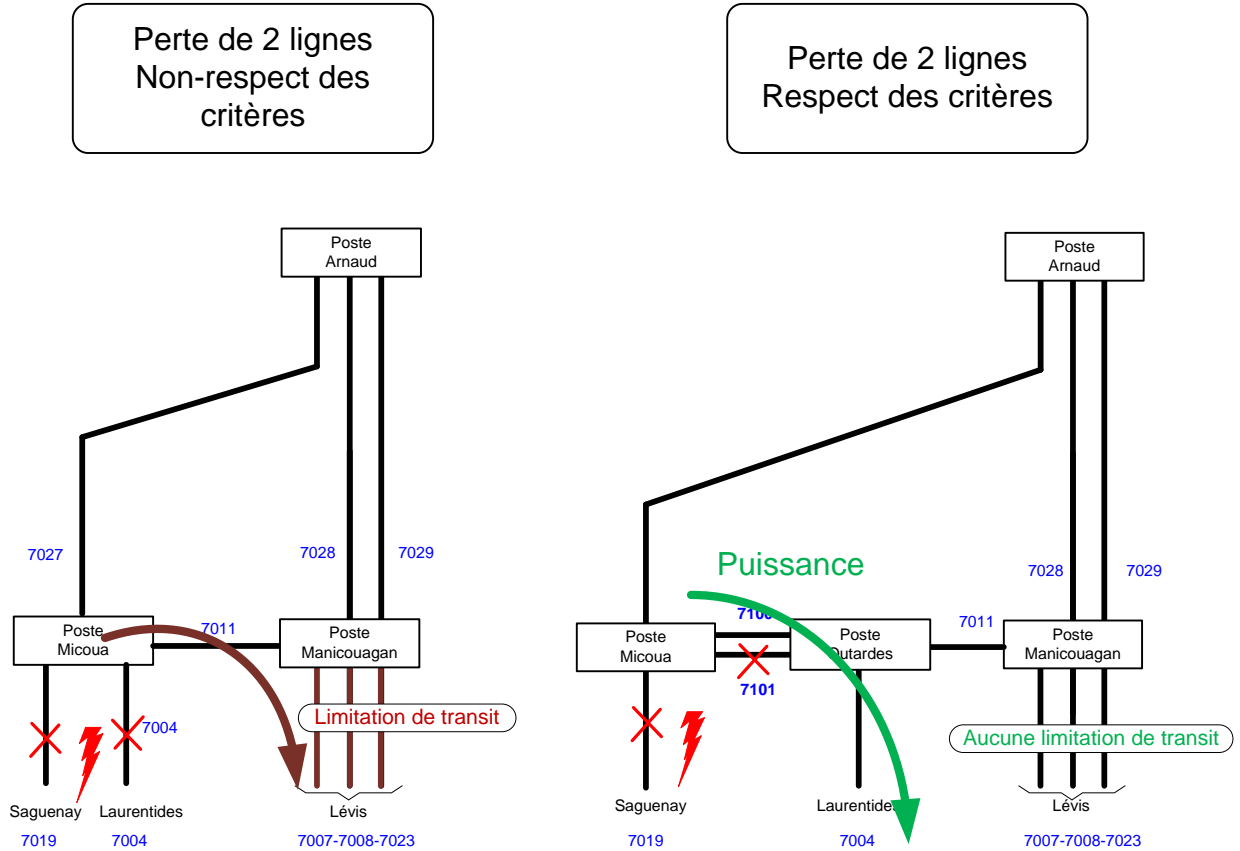 Perte de 2 lignes
Non-respect des
critères
Perte de 2 lignes
Respect des critères
Poste
Arnaud
7027
7028
7029
Poste
Micoua
7011
Poste
Manicouagan
Limitation de transit
7004
Saguenay
Laurentides
Lévis
7019
7004
7007-7008-7023
Poste
Arnaud
Puissance
7028
7029
7100
7011
Poste
Micoua
Poste
Outardes
Poste
Manicouagan
7101
Aucune limitation de transit
Saguenay
Laurentides
Lévis
7019
7004
7007-7008-7023